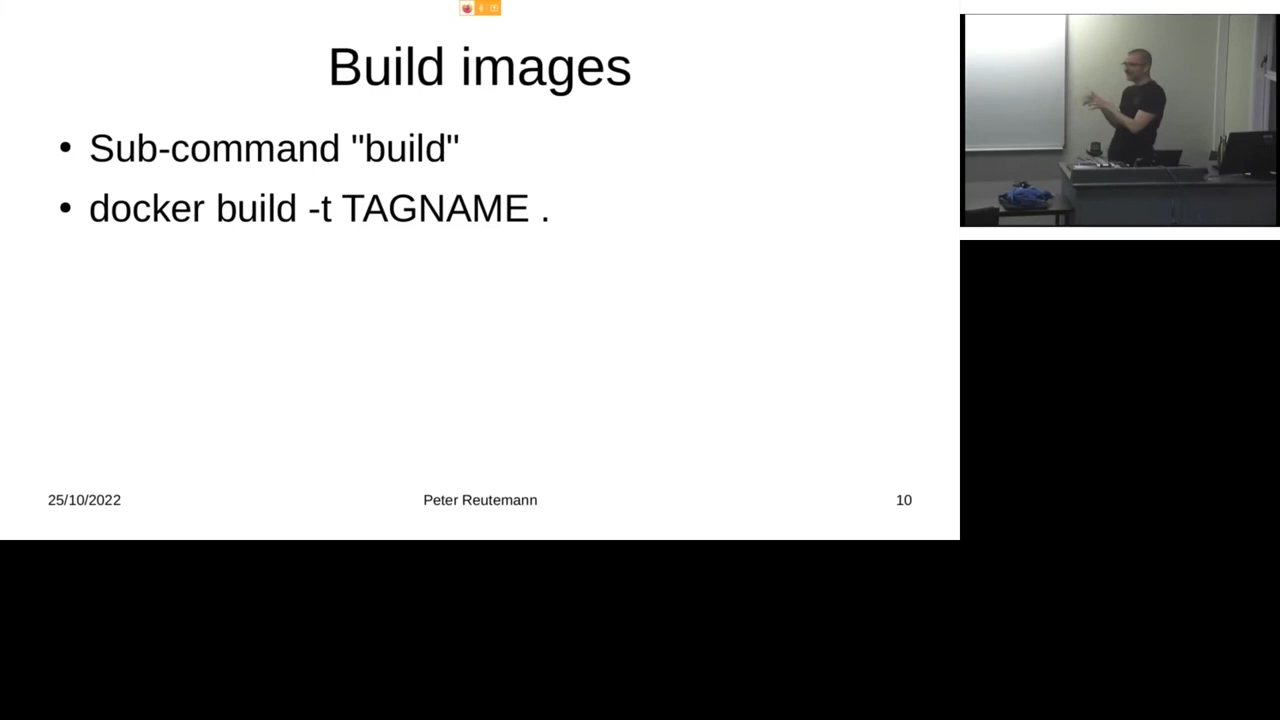 Build images
• Sub-command "build"
• docker build -t TAGNAME .
25/10/2022
Peter Reutemann
10